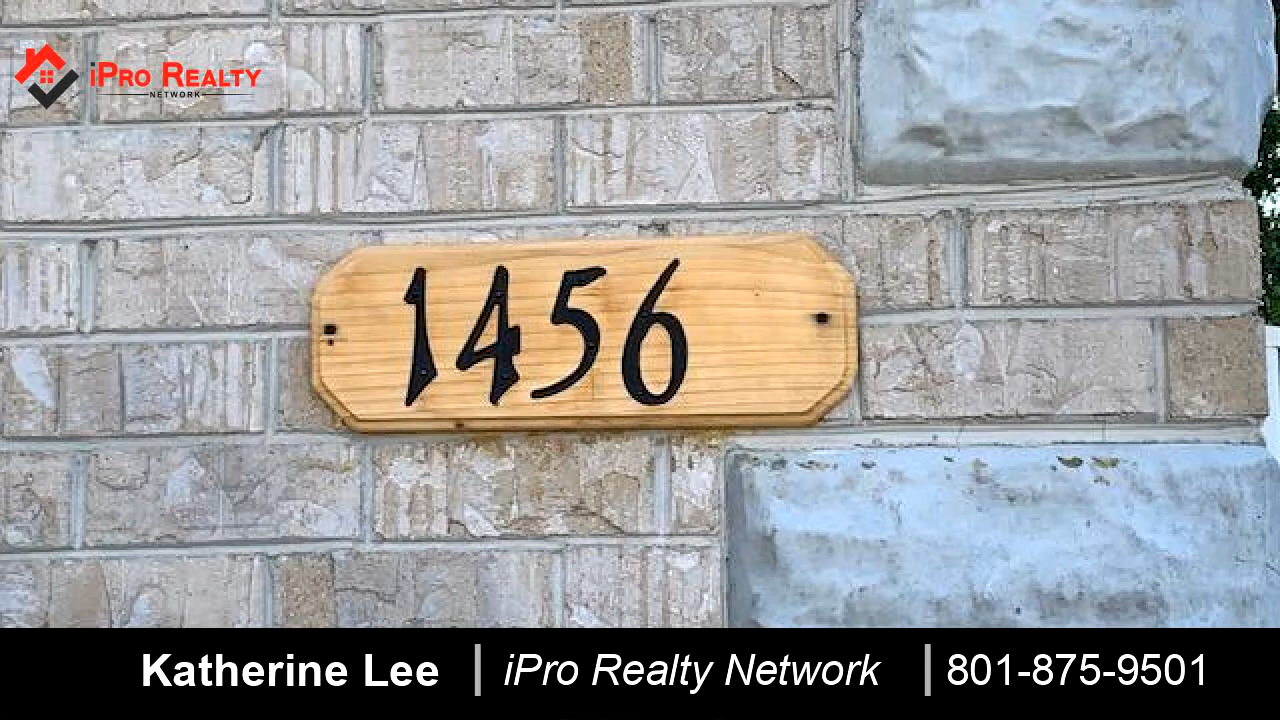 iPro Realty
NETWORK
1456
Katherine Lee | iPro Realty Network | 801-875-9501